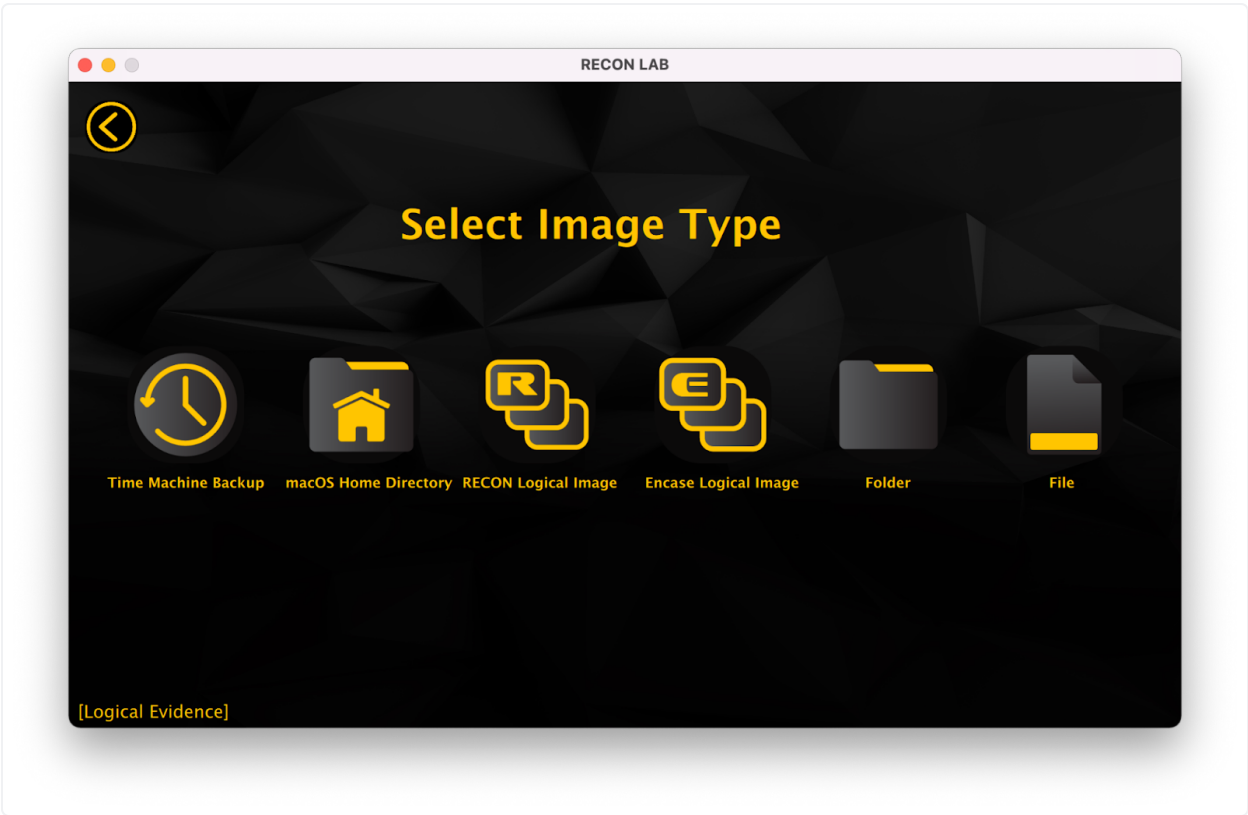 RECON LAB
Select Image Type
R
E
Time Machine Backup macOS Home Directory RECON Logical Image Encase Logical Image Folder File
[Logical Evidence]